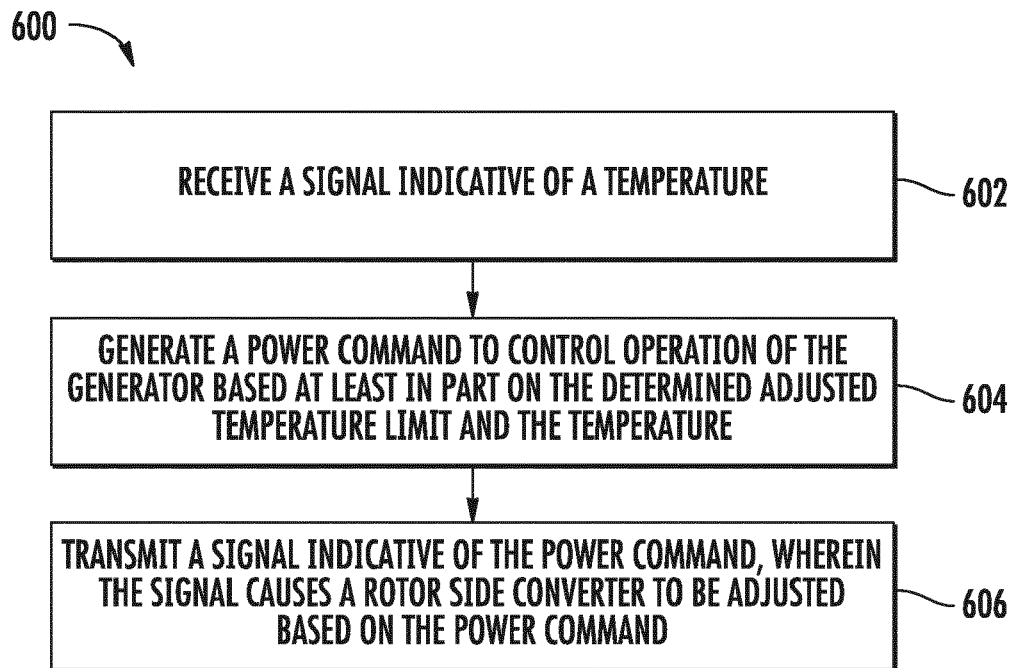 600
RECEIVE A SIGNAL INDICATIVE OF A TEMPERATURE
602
GENERATE A POWER COMMAND TO CONTROL OPERATION OF THE
GENERATOR BASED AT LEAST IN PART ON THE DETERMINED ADJUSTED
TEMPERATURE LIMIT AND THE TEMPERATURE
604
TRANSMIT A SIGNAL INDICATIVE OF THE POWER COMMAND, WHEREIN
THE SIGNAL CAUSES A ROTOR SIDE CONVERTER TO BE ADJUSTED
BASED ON THE POWER COMMAND
606